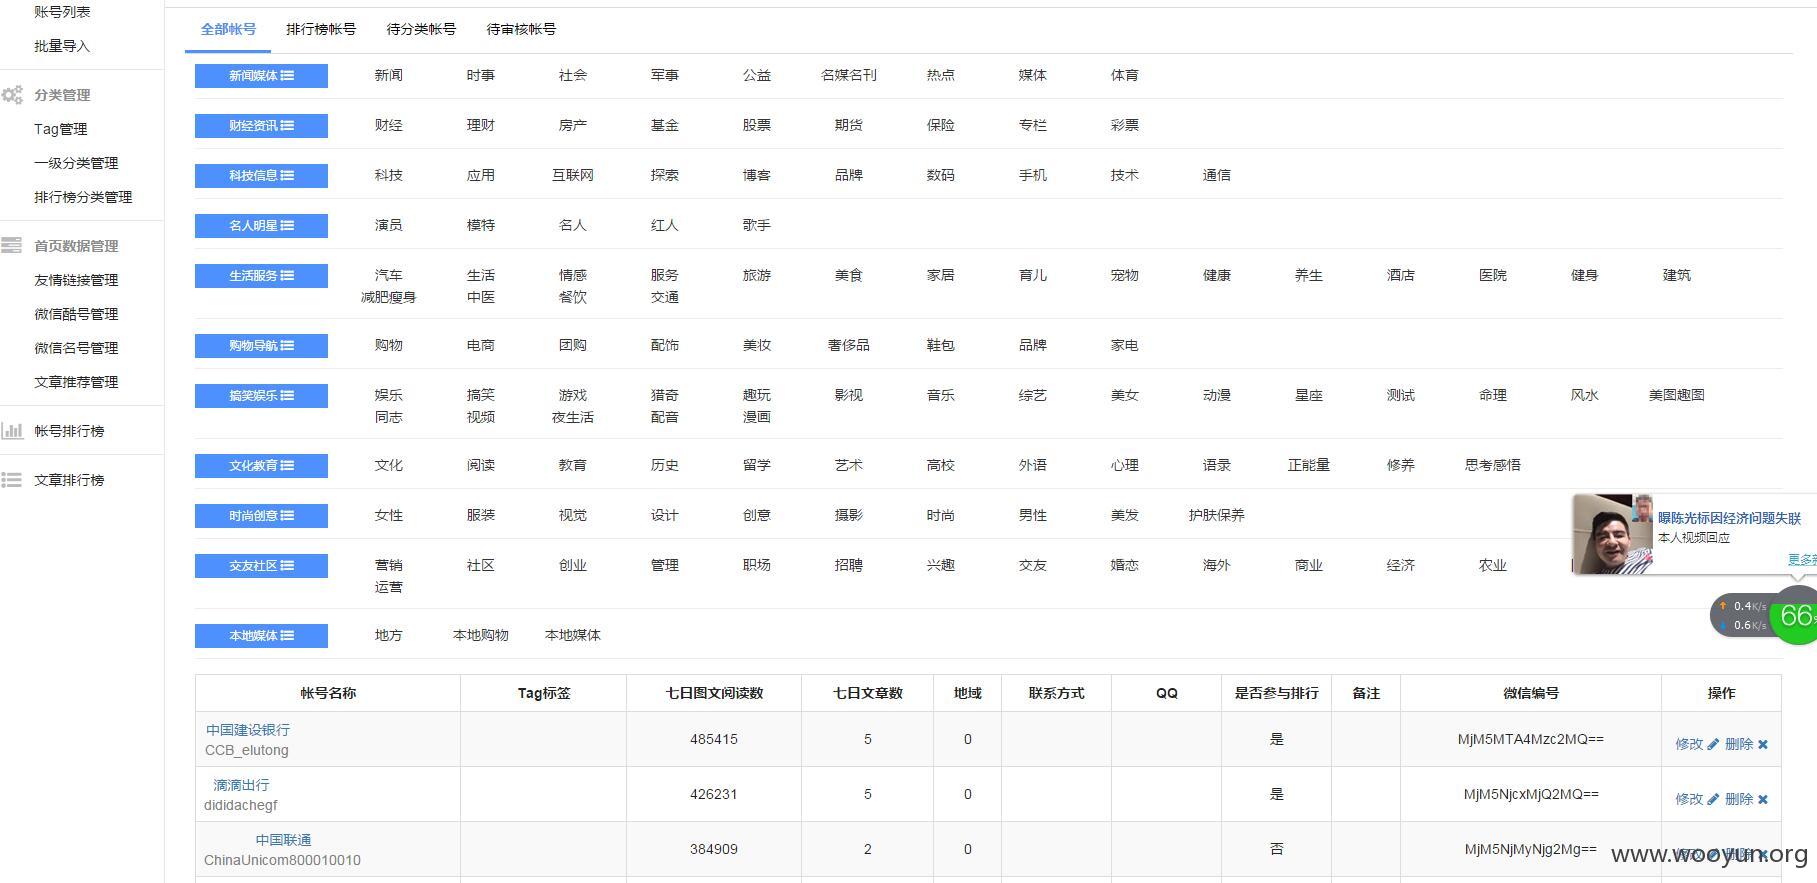 账号列表
批量导入
分类管理
Tag管理
一级分类管理
排行榜分类管理
首页数据管理
友情链接管理
微信酷号管理
微信名号管理
文章推荐管理
帐号排行榜
文章排行榜
全部帐号 排行榜帐号 待分类帐号 待审核帐号
新闻媒体 新闻 时事 社会 军事 公益 名媒名刊 热点 媒体 体育
财经资讯 财经 理财 房产 基金 股票 期货 保险 专栏 彩票
科技信息 科技 应用 互联网 探索 博客 品牌 数码 手机 技术 通信
名人明星 演员 模特 名人 红人 歌手
生活服务 汽车 生活 情感 服务 旅游 美食 家居 育儿 宠物 健康 养生 酒店 医院 健身 建筑
减肥瘦身 中医 餐饮 交通
购物导航 购物 电商 团购 配饰 美妆 奢侈品 鞋包 品牌 家电
搞笑娱乐 娱乐 搞笑 游戏 猎奇 趣玩 影视 音乐 综艺 美女 动漫 星座 测试 命理 风水 美图趣图
同志 视频 夜生活 配音 漫画
文化教育 文化 阅读 教育 历史 留学 艺术 高校 外语 心理 语录 正能量 修养 思考感悟
时尚创意 女性 服装 视觉 设计 创意 摄影 时尚 男性 美发 护肤保养
交友社区 营销 社区 创业 管理 职场 招聘 兴趣 交友 婚恋 海外 商业 经济 农业
运营
本地媒体 地方 本地购物 本地媒体
曝陈光标因经济问题失联
本人视频回应
更多
0.4K/s
0.6K/s
66%
帐号名称 Tag标签 七日图文阅读数 七日文章数 地域 联系方式 QQ 是否参与排行 备注 微信编号 操作
中国建设银行
CCB_elutong 485415 5 0 是 MjM5MTA4Mzc2MQ== 修改 删除
滴滴出行
dididachegf 426231 5 0 是 MjM5NjcxMjQ2MQ== 修改 删除
中国联通
ChinaUnicom800010010 384909 2 0 否 MjM5NjMyNjg2Mg== 修改 删除
www.wooyun.org